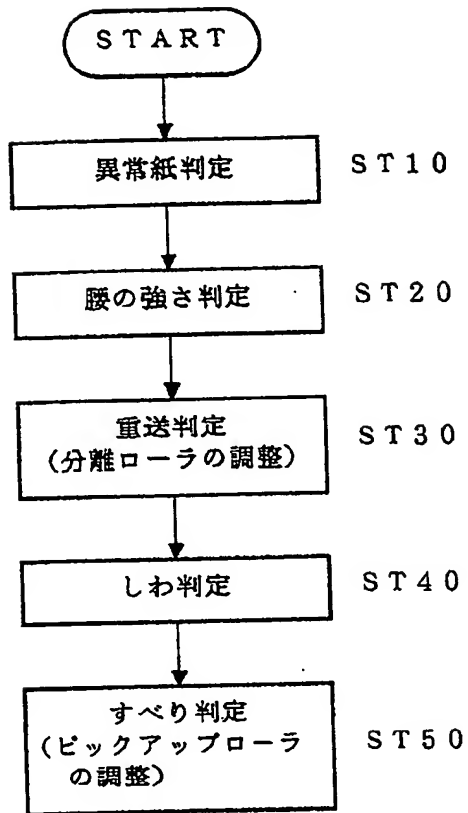 START
異常紙判定 ST10
腰の強さ判定 ST20
重送判定
(分離ローラの調整) ST30
しわ判定 ST40
すべり判定
(ピックアップローラ ST50
の調整)